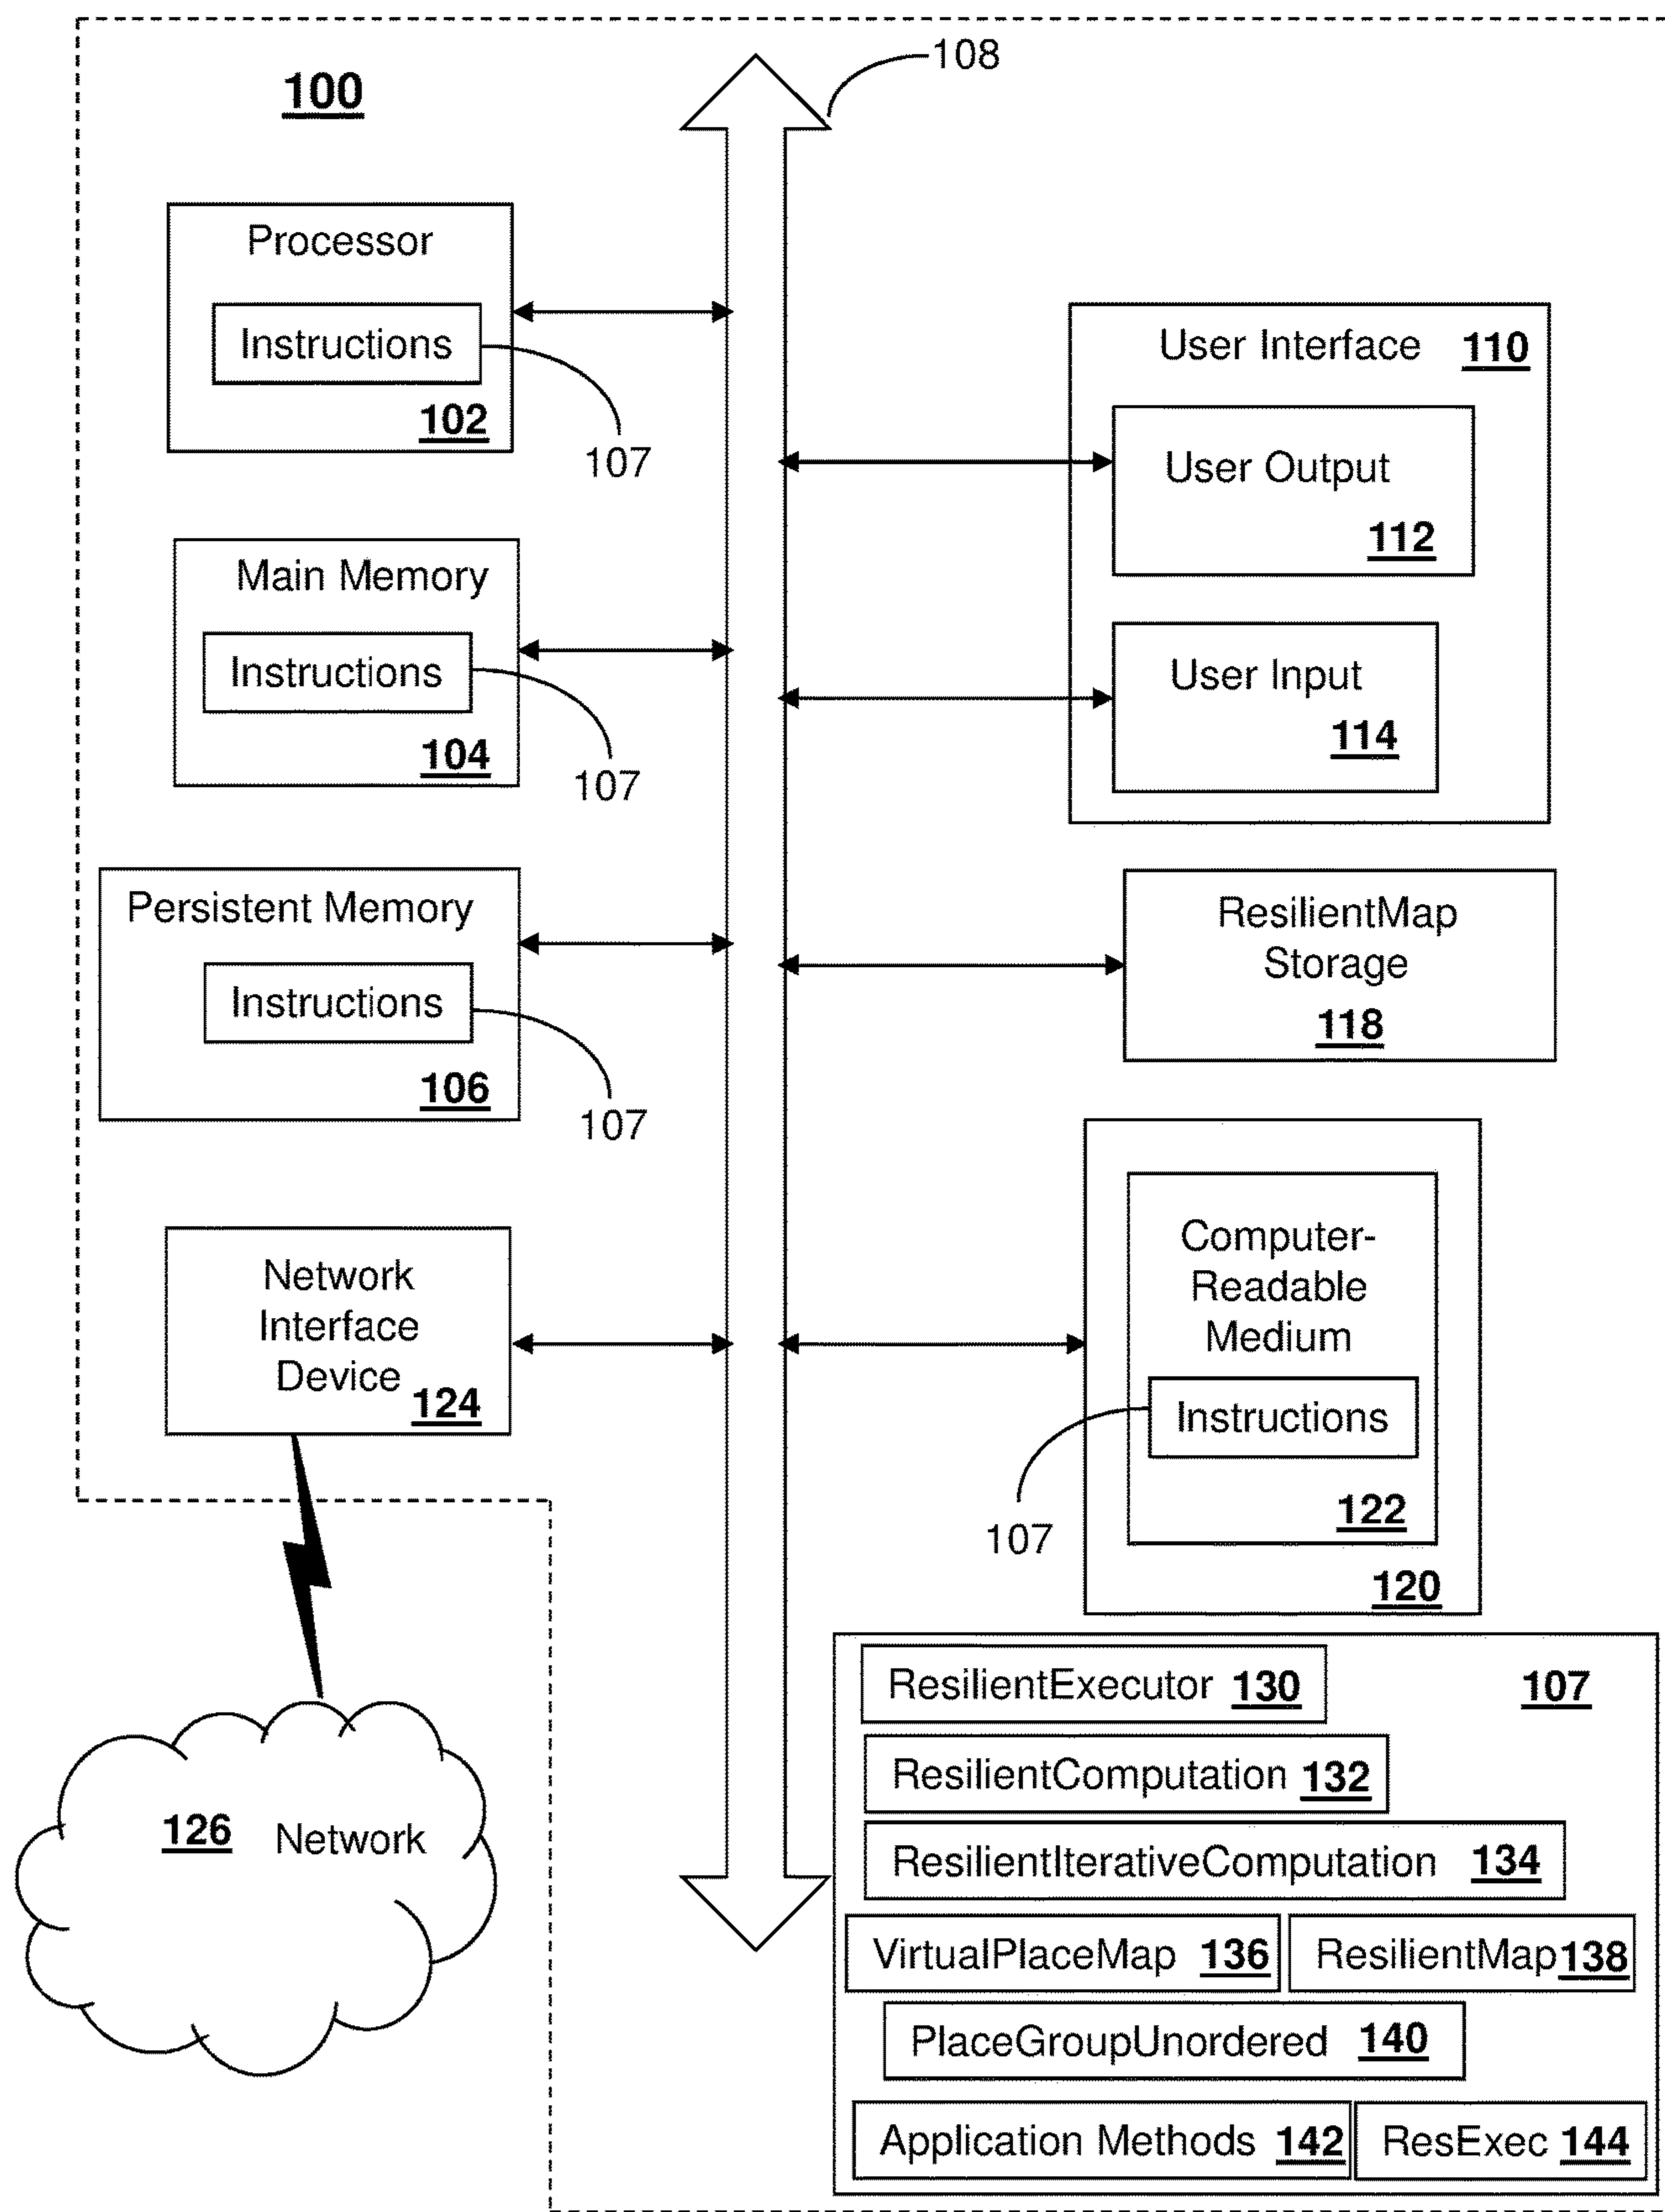 108
100
Processor
Instructions
102
107
Main Memory
Instructions
104
107
Persistent Memory
Instructions
106
107
Network
Interface
Device
124
126 Network
User Interface 110
User Output
112
User Input
114
ResilientMap
Storage
118
Computer-
Readable
Medium
Instructions
122
107
120
ResilientExecutor 130
107
ResilientComputation 132
ResilientIterativeComputation 134
VirtualPlaceMap 136
ResilientMap 138
PlaceGroupUnordered 140
Application Methods 142
ResExec 144